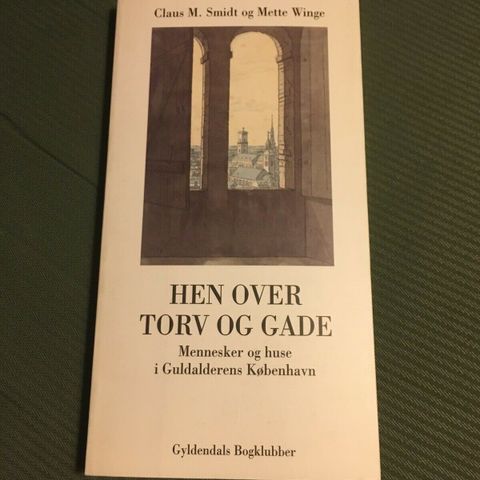 Claus M. Smidt og Mette Winge
HEN OVER
TORV OG GADE
Mennesker og huse
i Guldalderens København
Gyldendals Bogklubber